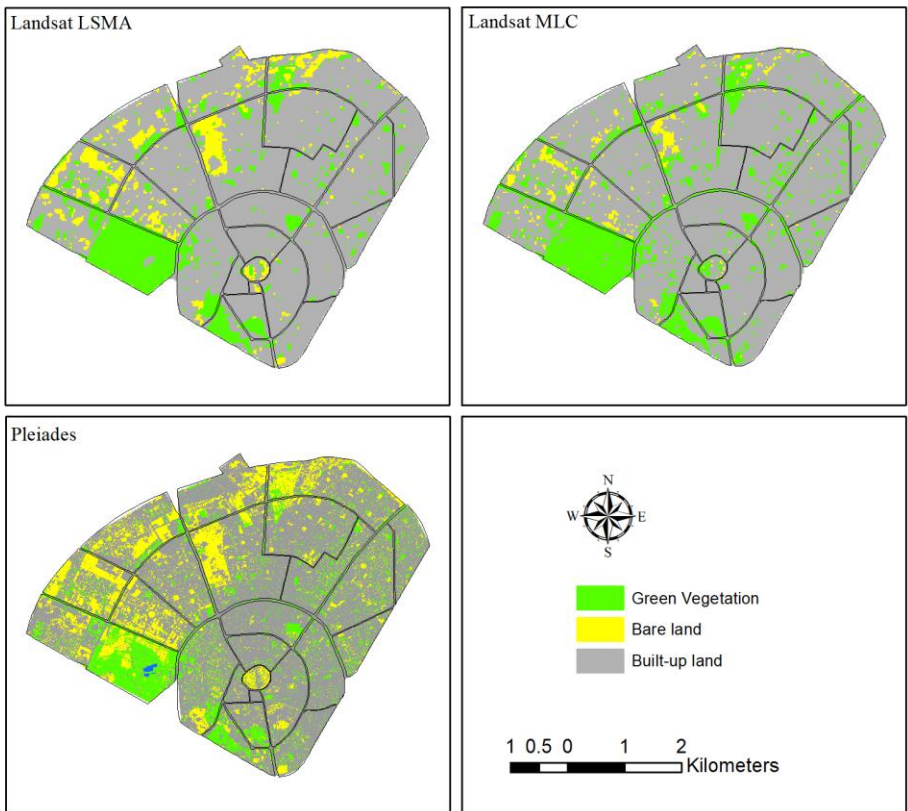 Landsat LSMA
Landsat MLC
Pleiades
N
W E
S
Green Vegetation
Bare land
Built-up land
1 0.5 0 1 2
Kilometers